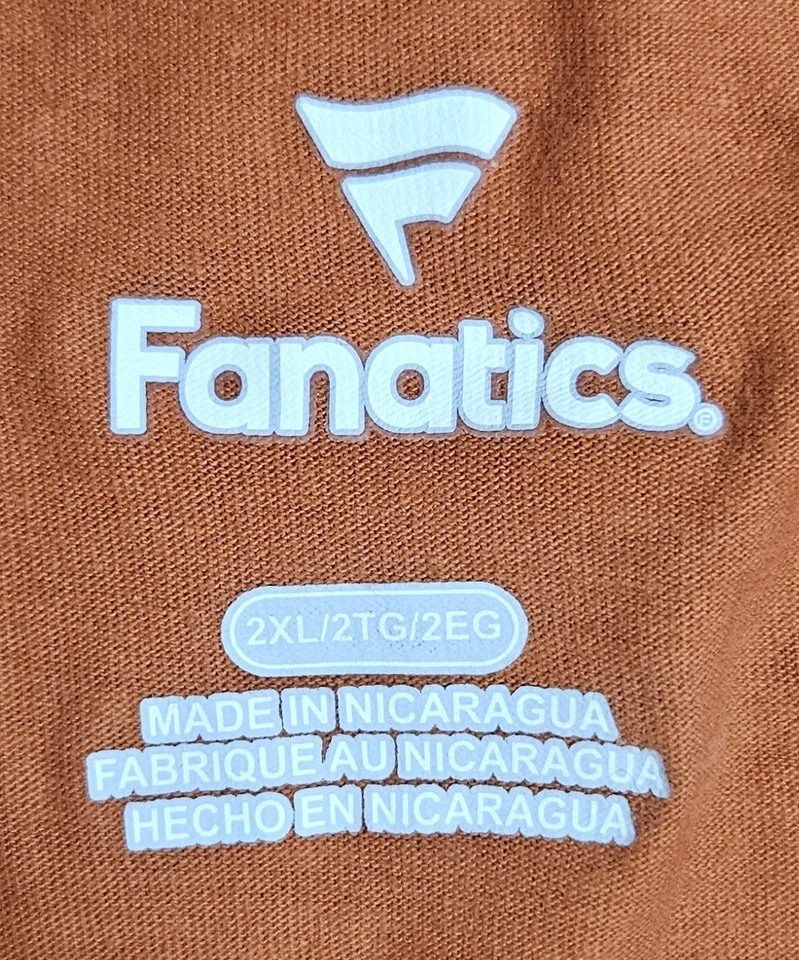 Fanatics.®
2XL/2TG/2EG
MADE IN NICARAGUA
FABRIQUE AU NICARAGUA
HECHO EN NICARAGUA